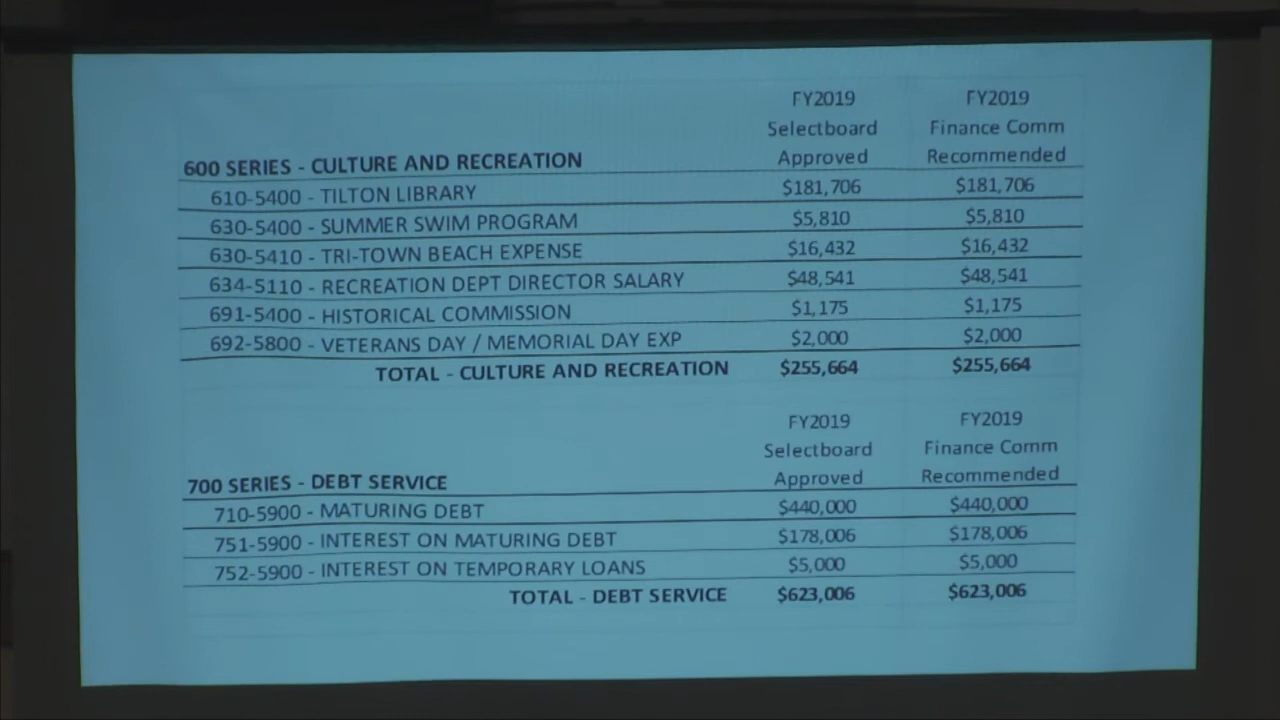 FY2019 FY2019
Selectboard Finance Comm
600 SERIES - CULTURE AND RECREATION Approved Recommended
610-5400 - TILTON LIBRARY $181,706 $181,706
630-5400 - SUMMER SWIM PROGRAM $5,810 $5,810
630-5410 - TRI-TOWN BEACH EXPENSE $16,432 $16,432
634-5110 - RECREATION DEPT DIRECTOR SALARY $48,541 $48,541
691-5400 - HISTORICAL COMMISSION $1,175 $1,175
692-5800 - VETERANS DAY / MEMORIAL DAY EXP $2,000 $2,000
TOTAL - CULTURE AND RECREATION $255,664 $255,664
FY2019 FY2019
Selectboard Finance Comm
700 SERIES - DEBT SERVICE Approved Recommended
710-5900 - MATURING DEBT $440,000 $440,000
751-5900 - INTEREST ON MATURING DEBT $178,006 $178,006
752-5900 - INTEREST ON TEMPORARY LOANS $5,000 $5,000
TOTAL - DEBT SERVICE $623,006 $623,006